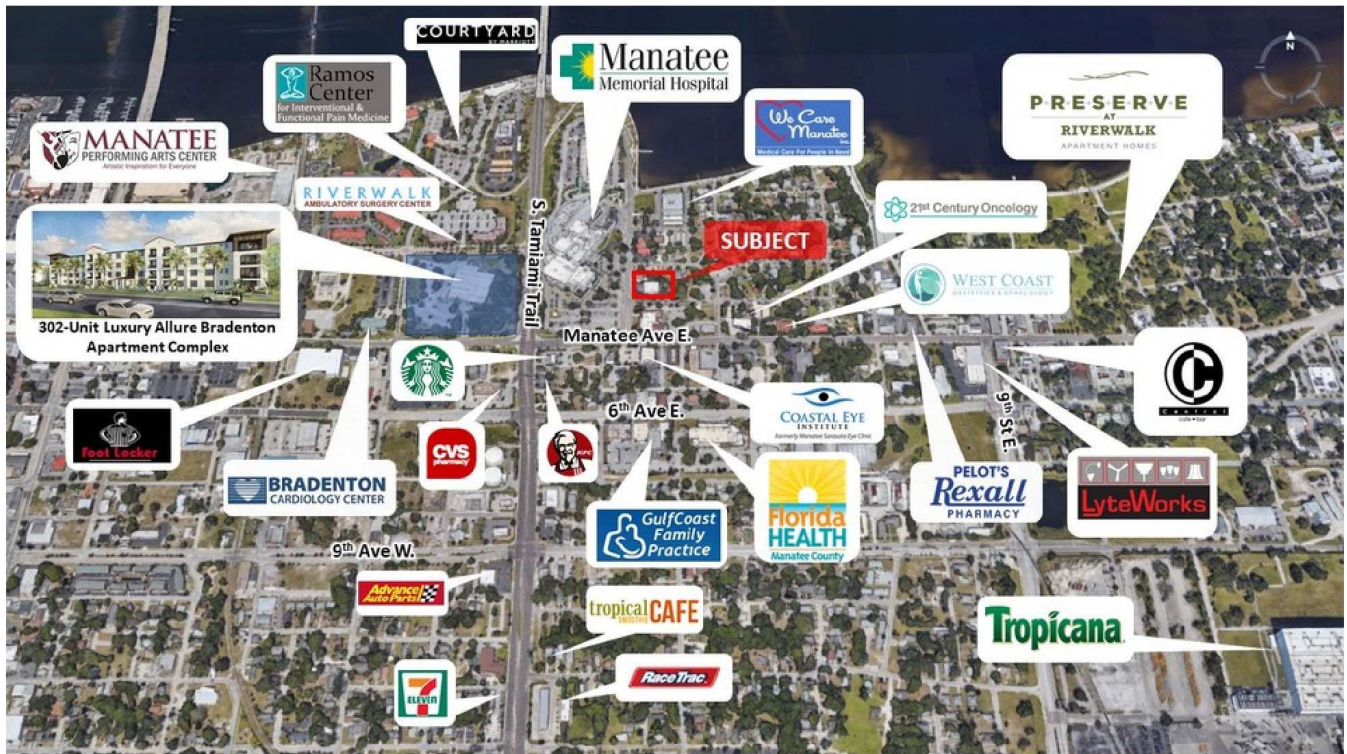 COURTYARD
BY MARRIOTT
N
Ramos
Center
for Interventional &
Functional Pain Medicine
Manatee
Memorial Hospital
P·R·E·S·E·R·V·E
AT
RIVERWALK
APARTMENT HOMES
We Care
Manatee
inc.
Medical Care For People in Need
MANATEE
PERFORMING ARTS CENTER
Artistic Inspiration for Everyone
RIVERWALK
AMBULATORY SURGERY CENTER
21st Century Oncology
S. Tamiami Trail
SUBJECT
WEST COAST
OBSTETRICS & GYNECOLOGY
302-Unit Luxury Allure Bradenton
Apartment Complex
Manatee Ave E.
6th Ave E.
COASTAL EYE
INSTITUTE
Formerly Manatee Sarasota Eye Clinic
9th St E.
C
Central
cafe • bar
Foot Locker
CVS
pharmacy
KFC
BRADENTON
CARDIOLOGY CENTER
PELOT'S
Rexall
PHARMACY
LyteWorks
GulfCoast
Family
Practice
Florida
HEALTH
Manatee County
9th Ave W.
Advance
Auto Parts
tropical
SMOOTHIE
CAFE
Tropicana
RaceTrac
7
ELEVEN